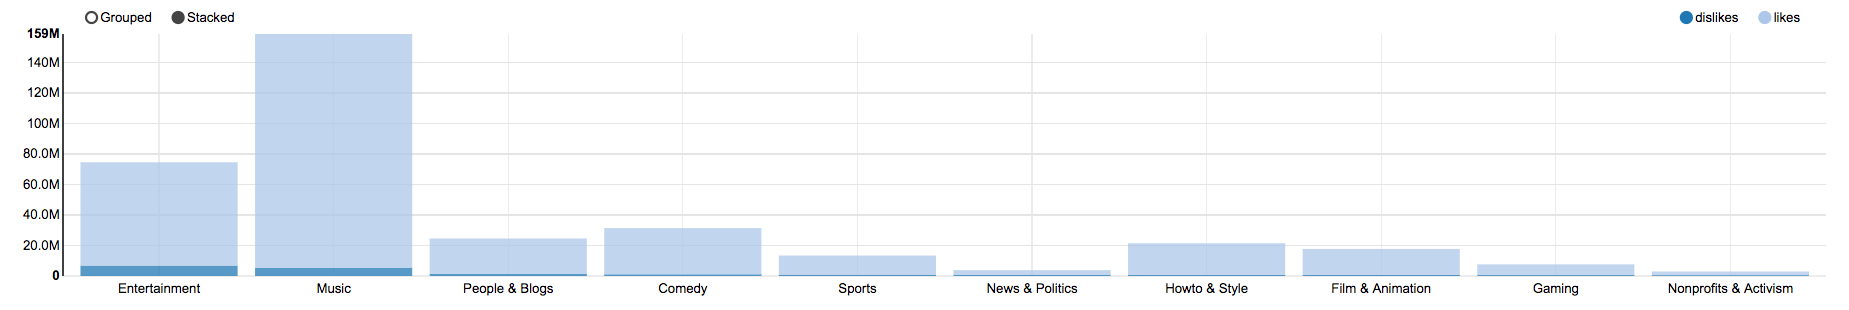 Grouped Stacked dislikes likes
159M
140M
120M
100M
80.0M
60.0M
40.0M
20.0M
0
Entertainment Music People & Blogs Comedy Sports News & Politics Howto & Style Film & Animation Gaming Nonprofits & Activism